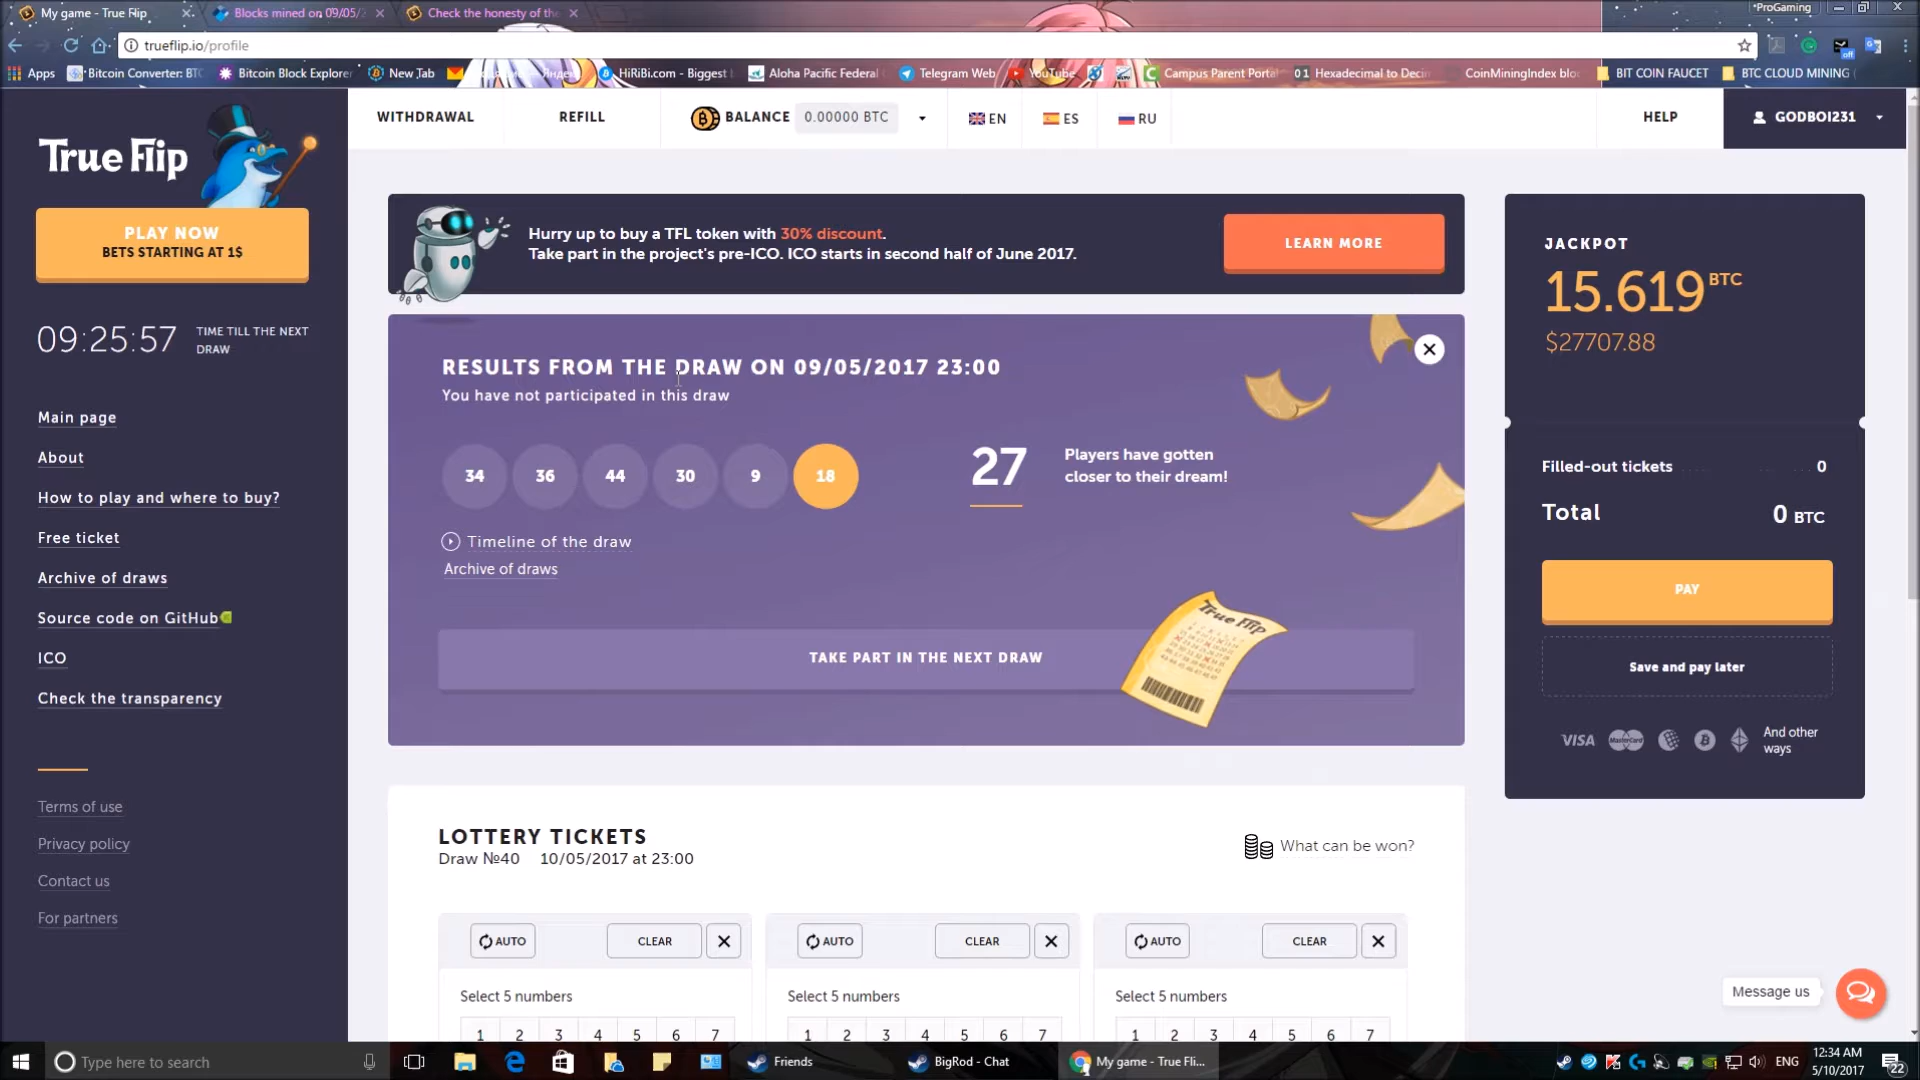 My game - True Flip
Blocks mined on 09/05/
Check the honesty of the
*ProGaming
trueflip.io/profile
Apps
Bitcoin Converter: BT
Bitcoin Block Explorer
New Tab
HiRiBi.com - Biggest
Aloha Pacific Federal
Telegram Web
YouTube
Campus Parent Porta
Hexadecimal to Deci
CoinMiningIndex blo
BIT COIN FAUCET
BTC CLOUD MINING
True Flip
PLAY NOW
BETS STARTING AT 1$
09:25:57
TIME TILL THE NEXT
DRAW
Main page
About
How to play and where to buy?
Free ticket
Archive of draws
Source code on GitHub
ICO
Check the transparency
Terms of use
Privacy policy
Contact us
For partners
WITHDRAWAL
REFILL
BALANCE 0.00000 BTC
EN
ES
RU
HELP
GODBOI231
Hurry up to buy a TFL token with 30% discount.
Take part in the project's pre-ICO. ICO starts in second half of June 2017.
LEARN MORE
RESULTS FROM THE DRAW ON 09/05/2017 23:00
You have not participated in this draw
34 36 44 30 9 18
27
Players have gotten
closer to their dream!
Timeline of the draw
Archive of draws
TAKE PART IN THE NEXT DRAW
True Flip
JACKPOT
15.619 BTC
$27707.88
Filled-out tickets 0
Total 0 BTC
PAY
Save and pay later
VISA MasterCard
And other
ways
LOTTERY TICKETS
Draw №40 10/05/2017 at 23:00
What can be won?
AUTO CLEAR
AUTO CLEAR
AUTO CLEAR
Select 5 numbers
Select 5 numbers
Select 5 numbers
1 2 3 4 5 6 7
1 2 3 4 5 6 7
1 2 3 4 5 6 7
Message us
Type here to search
Friends
BigRod - Chat
My game - True Fli...
ENG
12:34 AM
5/10/2017
22